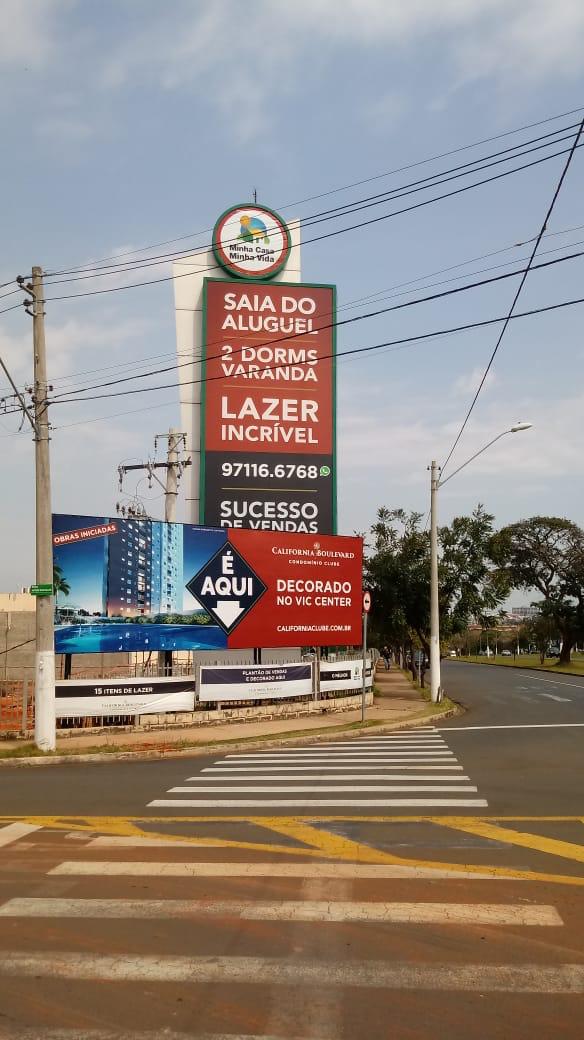 Minha Casa
Minha Vida
SAIA DO
ALUGUEL
2 DORMS
VARANDA
LAZER
INCRÍVEL
97116.6768
SUCESSO
DE VENDAS
OBRAS INICIADAS
É
AQUI
CALIFORNIA BOULEVARD
CONDOMÍNIO CLUBE
DECORADO
NO VIC CENTER
CALIFORNIACLUBE.COM.BR
15 ITENS DE LAZER
PLANTÃO DE VENDAS
E DECORADO AQUI
O MELHOR